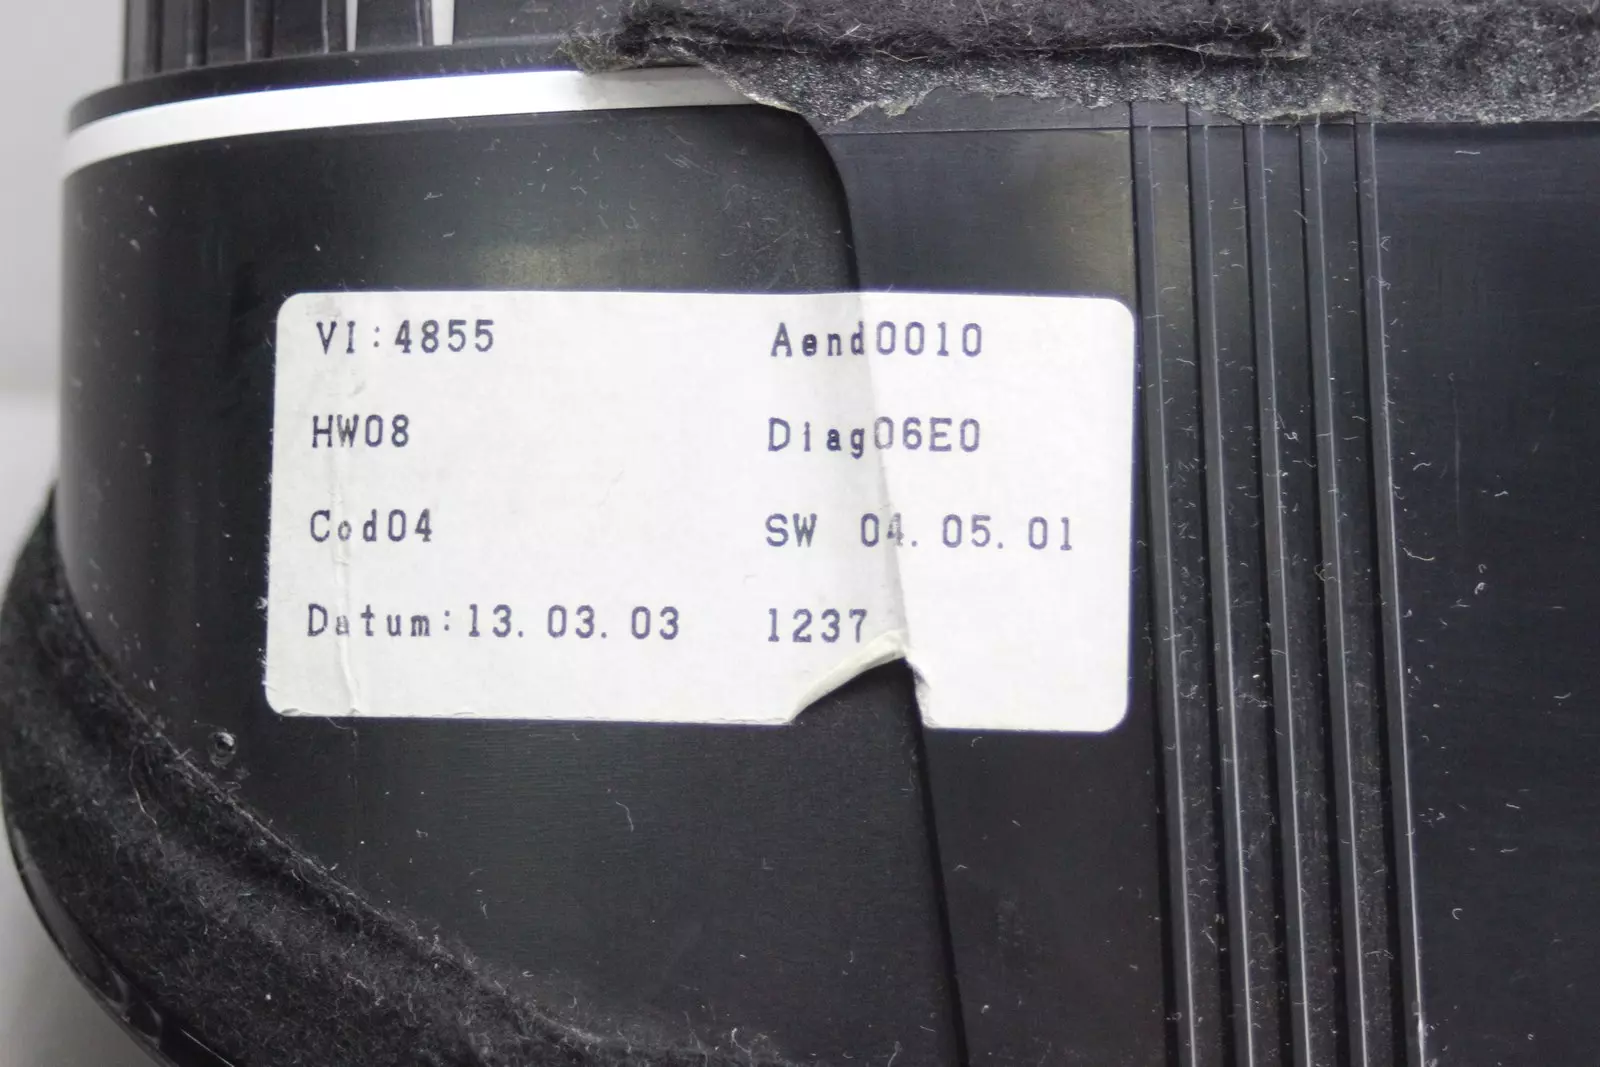 VI:4855 Aend0010
HW08 Diag06E0
Cod04 SW 04.05.01
Datum:13.03.03 1237